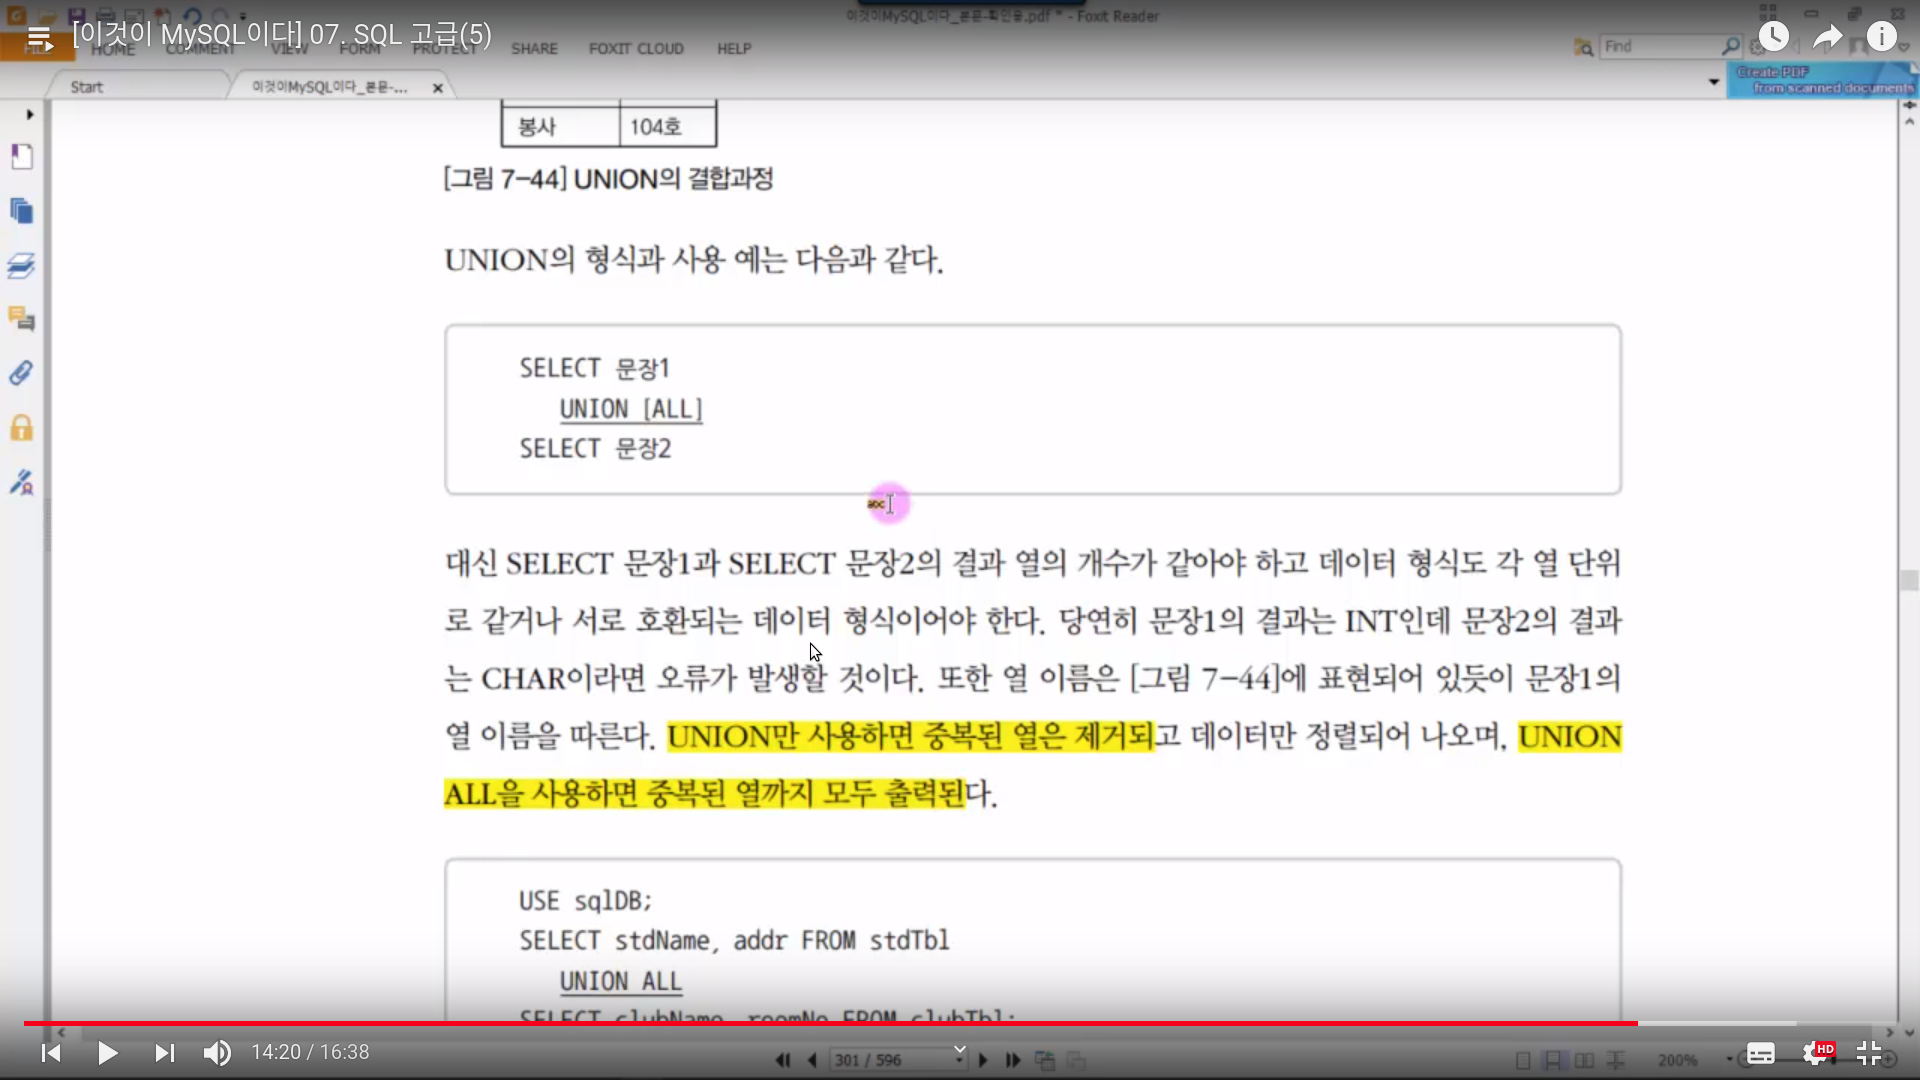 이것이MySQL이다_본문-확인용.pdf * - Foxit Reader
[이것이 MySQL이다] 07. SQL 고급(5)
FILE HOME COMMENT VIEW FORM PROTECT SHARE FOXIT CLOUD HELP
Find
Start
이것이MySQL이다_본문-...
Create PDF
from scanned documents
봉사 104호
[그림 7-44] UNION의 결합과정
UNION의 형식과 사용 예는 다음과 같다.
SELECT 문장1
UNION [ALL]
SELECT 문장2
abc
대신 SELECT 문장1과 SELECT 문장2의 결과 열의 개수가 같아야 하고 데이터 형식도 각 열 단위
로 같거나 서로 호환되는 데이터 형식이어야 한다. 당연히 문장1의 결과는 INT인데 문장2의 결과
는 CHAR이라면 오류가 발생할 것이다. 또한 열 이름은 [그림 7-44]에 표현되어 있듯이 문장1의
열 이름을 따른다. UNION만 사용하면 중복된 열은 제거되고 데이터만 정렬되어 나오며, UNION
ALL을 사용하면 중복된 열까지 모두 출력된다.
USE sqlDB;
SELECT stdName, addr FROM stdTbl
UNION ALL
SELECT clubName, roomNo FROM clubTbl;
14:20 / 16:38
301 / 596
200%
HD